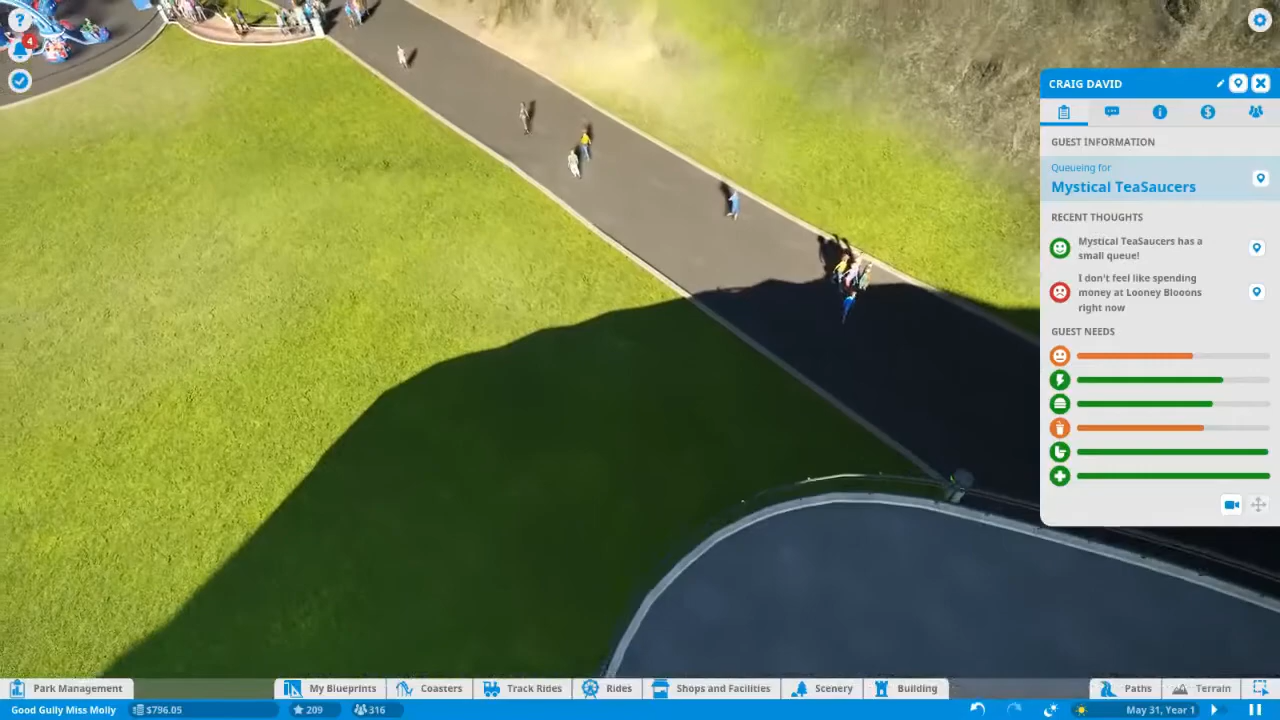 ?
4
CRAIG DAVID
GUEST INFORMATION
Queueing for
Mystical TeaSaucers
RECENT THOUGHTS
Mystical TeaSaucers has a
small queue!
I don't feel like spending
money at Looney Blooons
right now
GUEST NEEDS
Park Management
My Blueprints
Coasters
Track Rides
Rides
Shops and Facilities
Scenery
Building
Paths
Terrain
Good Gully Miss Molly
$796.05
209
316
May 31, Year 1